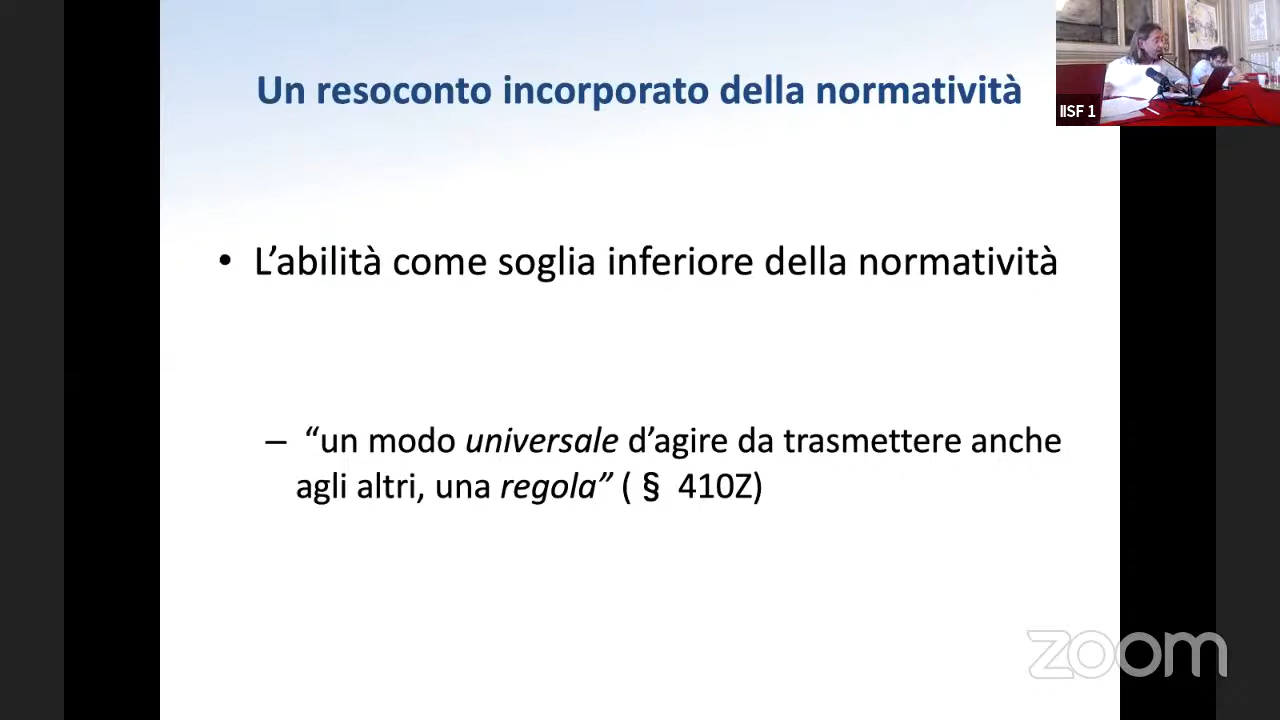 Un resoconto incorporato della normatività
IISF 1
• L’abilità come soglia inferiore della normatività
– “un modo universale d’agire da trasmettere anche
agli altri, una regola” ( § 410Z)
zoom